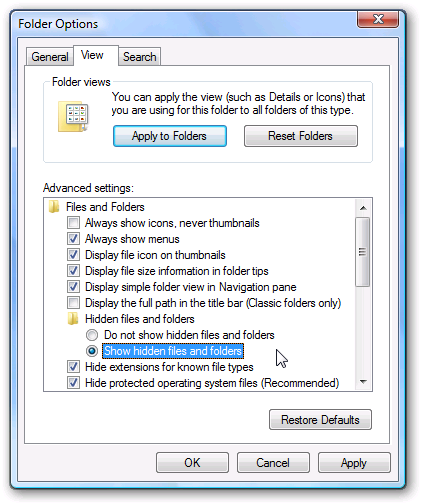 Folder Options
General
View
Search
Folder views
You can apply the view (such as Details or Icons) that
you are using for this folder to all folders of this type.
Apply to Folders
Reset Folders
Advanced settings:
Files and Folders
Always show icons, never thumbnails
Always show menus
Display file icon on thumbnails
Display file size information in folder tips
Display simple folder view in Navigation pane
Display the full path in the title bar (Classic folders only)
Hidden files and folders
Do not show hidden files and folders
Show hidden files and folders
Hide extensions for known file types
Hide protected operating system files (Recommended)
Restore Defaults
OK
Cancel
Apply